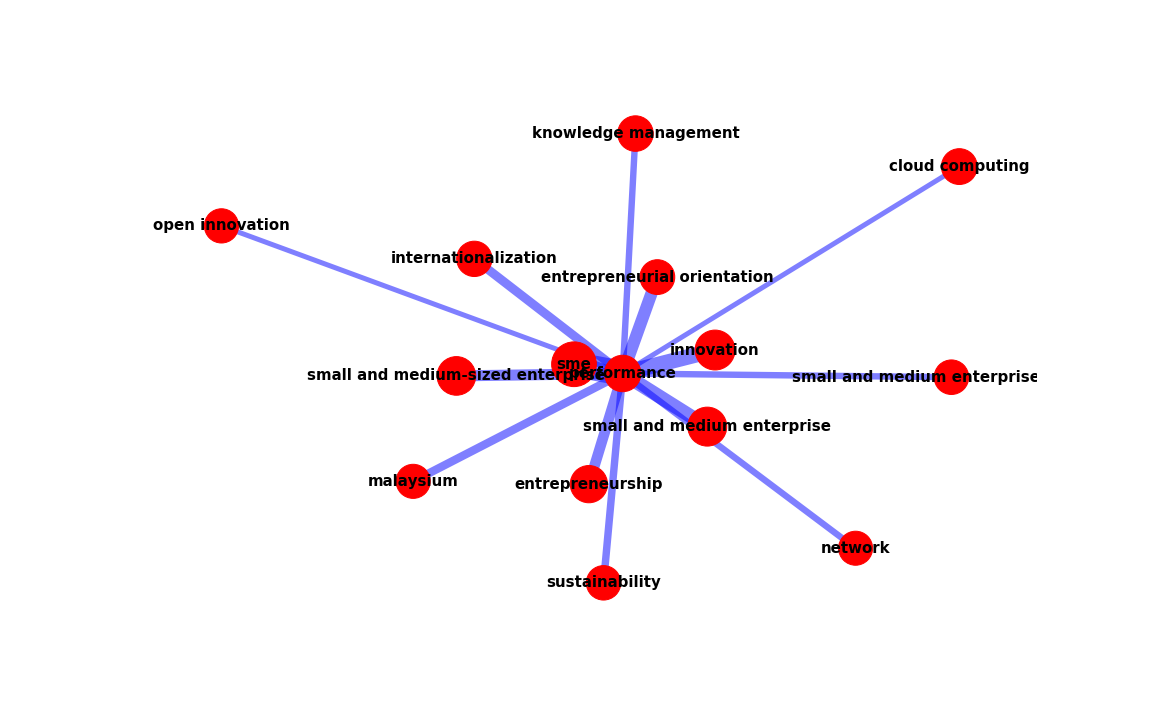 knowledge management
cloud computing
open innovation
internationalization
entrepreneurial orientation
innovation
sme
performance
small and medium-sized enterprise
small and medium enterprise
small and medium enterprise
malaysium
entrepreneurship
network
sustainability